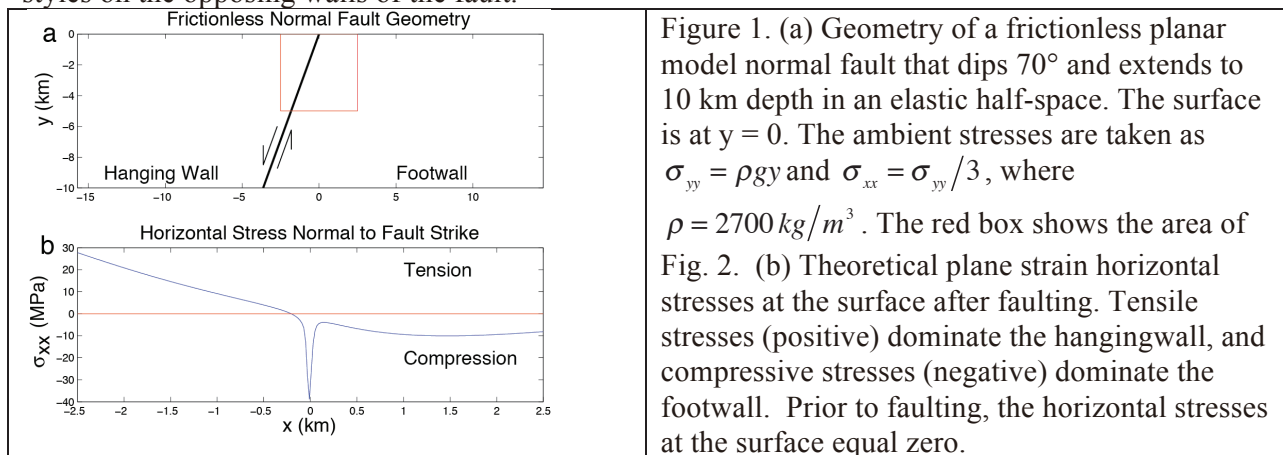 styles on the opposing walls of the fault.
Frictionless Normal Fault Geometry
a
0
−2
−4
−6
−8
−10
y (km)
Hanging Wall
Footwall
−15
−10
−5
0
5
10
b
Horizontal Stress Normal to Fault Strike
30
20
10
0
−10
−20
−30
−40
σxx (MPa)
Tension
Compression
−2.5
−2
−1.5
−1
−0.5
0
0.5
1
1.5
2
2.5
x (km)
Figure 1. (a) Geometry of a frictionless planar
model normal fault that dips 70° and extends to
10 km depth in an elastic half-space. The surface
is at y = 0. The ambient stresses are taken as
σyy = ρgy and σxx = σyy/3, where
ρ = 2700 kg/m³. The red box shows the area of
Fig. 2. (b) Theoretical plane strain horizontal
stresses at the surface after faulting. Tensile
stresses (positive) dominate the hangingwall, and
compressive stresses (negative) dominate the
footwall. Prior to faulting, the horizontal stresses
at the surface equal zero.